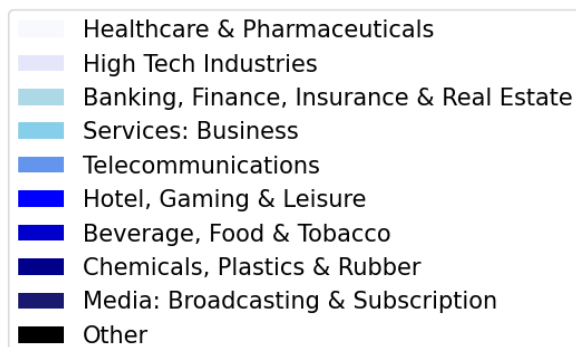 Healthcare & Pharmaceuticals
High Tech Industries
Banking, Finance, Insurance & Real Estate
Services: Business
Telecommunications
Hotel, Gaming & Leisure
Beverage, Food & Tobacco
Chemicals, Plastics & Rubber
Media: Broadcasting & Subscription
Other